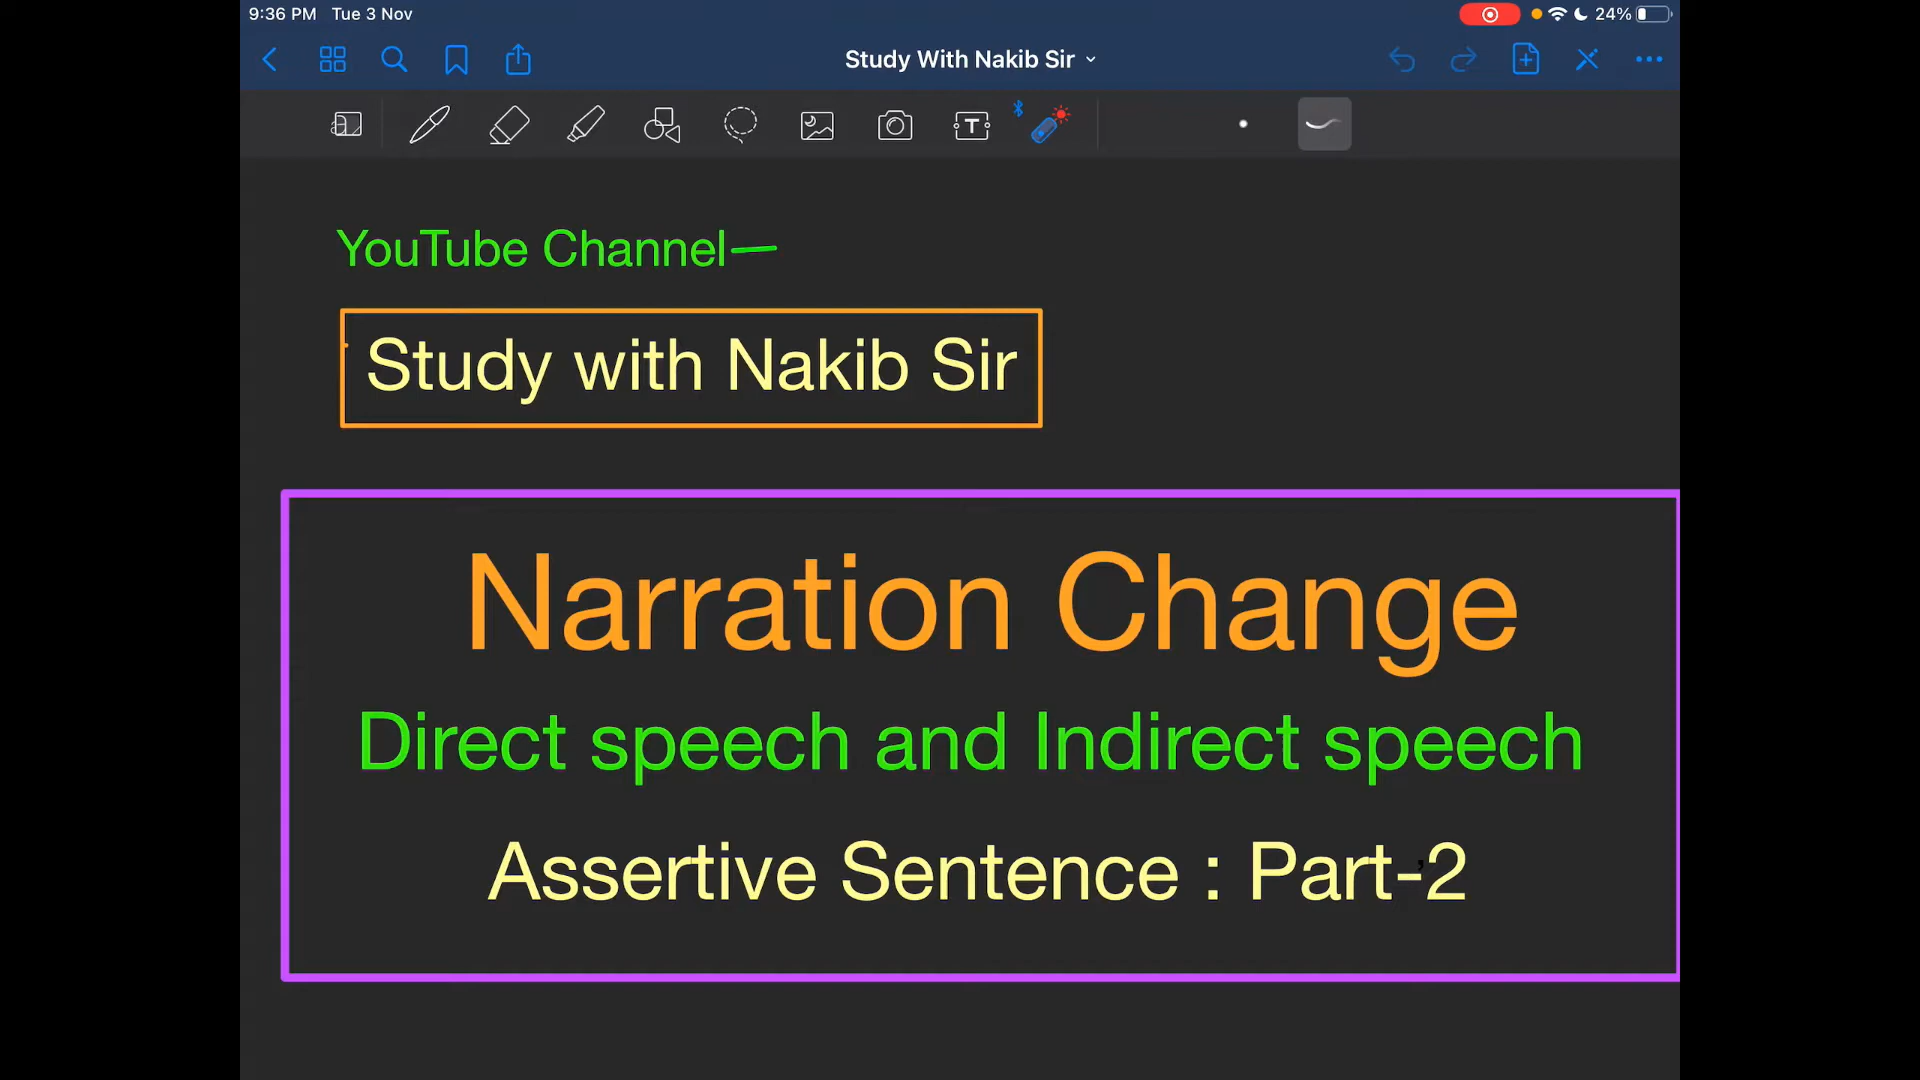 9:36 PM Tue 3 Nov
24%
Study With Nakib Sir
T
YouTube Channel—
Study with Nakib Sir
Narration Change
Direct speech and Indirect speech
Assertive Sentence : Part-2